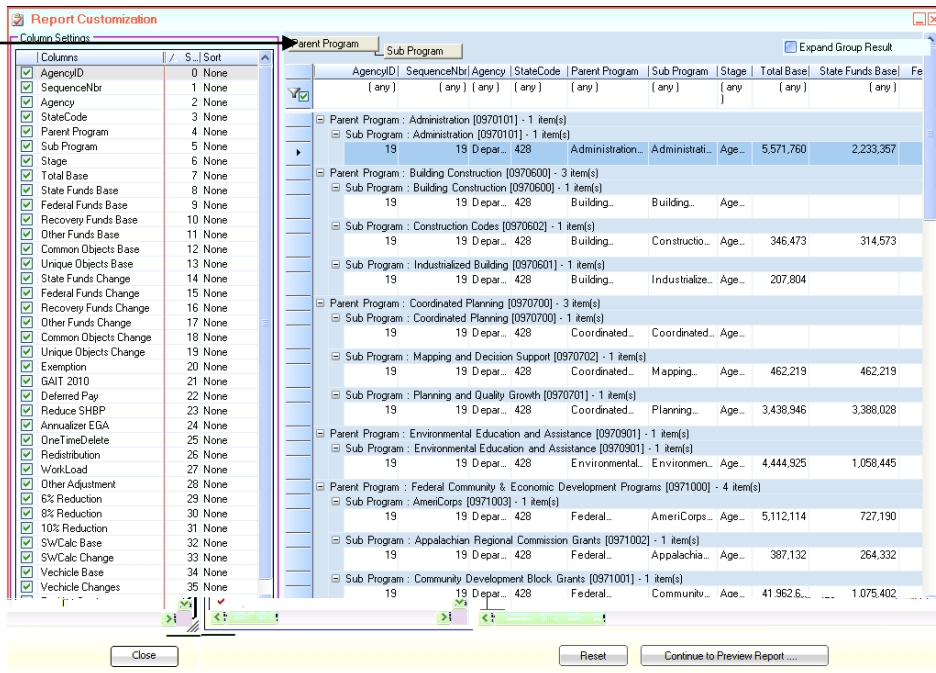 Report Customization
Column Settings
Columns / S... Sort
AgencyID 0 None
SequenceNbr 1 None
Agency 2 None
StateCode 3 None
Parent Program 4 None
Sub Program 5 None
Stage 6 None
Total Base 7 None
State Funds Base 8 None
Federal Funds Base 9 None
Recovery Funds Base 10 None
Other Funds Base 11 None
Common Objects Base 12 None
Unique Objects Base 13 None
State Funds Change 14 None
Federal Funds Change 15 None
Recovery Funds Change 16 None
Other Funds Change 17 None
Common Objects Change 18 None
Unique Objects Change 19 None
Exemption 20 None
GAIT 2010 21 None
Deferred Pay 22 None
Reduce SHBP 23 None
Annualizer EGA 24 None
OneTimeDelete 25 None
Redistribution 26 None
WorkLoad 27 None
Other Adjustment 28 None
6% Reduction 29 None
8% Reduction 30 None
10% Reduction 31 None
SWCalc Base 32 None
SWCalc Change 33 None
Vechicle Base 34 None
Vechicle Changes 35 None
Parent Program
Sub Program
Expand Group Result
AgencyID SequenceNbr Agency StateCode Parent Program Sub Program Stage Total Base State Funds Base Fe
(any) (any) (any) (any) (any) (any) (any) (any) (any)
Parent Program : Administration [0970101] - 1 item(s)
Sub Program : Administration [0970101] - 1 item(s)
19 19 Depar... 428 Administration... Administrati... Age... 5,571,760 2,233,357
Parent Program : Building Construction [0970600] - 3 item(s)
Sub Program : Building Construction [0970600] - 1 item(s)
19 19 Depar... 428 Building... Building... Age...
Sub Program : Construction Codes [0970602] - 1 item(s)
19 19 Depar... 428 Building... Constructio... Age... 346,473 314,573
Sub Program : Industrialized Building [0970601] - 1 item(s)
19 19 Depar... 428 Building... Industrialize... Age... 207,804
Parent Program : Coordinated Planning [0970700] - 3 item(s)
Sub Program : Coordinated Planning [0970700] - 1 item(s)
19 19 Depar... 428 Coordinated... Coordinated... Age...
Sub Program : Mapping and Decision Support [0970702] - 1 item(s)
19 19 Depar... 428 Coordinated... Mapping... Age... 462,219 462,219
Sub Program : Planning and Quality Growth [0970701] - 1 item(s)
19 19 Depar... 428 Coordinated... Planning... Age... 3,438,946 3,388,028
Parent Program : Environmental Education and Assistance [0970901] - 1 item(s)
Sub Program : Environmental Education and Assistance [0970901] - 1 item(s)
19 19 Depar... 428 Environmental... Environmen... Age... 4,444,925 1,058,445
Parent Program : Federal Community & Economic Development Programs [0971000] - 4 item(s)
Sub Program : AmeriCorps [0971003] - 1 item(s)
19 19 Depar... 428 Federal... AmeriCorps... Age... 5,112,114 727,190
Sub Program : Appalachian Regional Commission Grants [0971002] - 1 item(s)
19 19 Depar... 428 Federal... Appalachia... Age... 387,132 264,332
Sub Program : Community Development Block Grants [0971001] - 1 item(s)
19 19 Depar... 428 Federal... Community... Age... 41,962,6... 1,075,402
Close
Reset
Continue to Preview Report ....